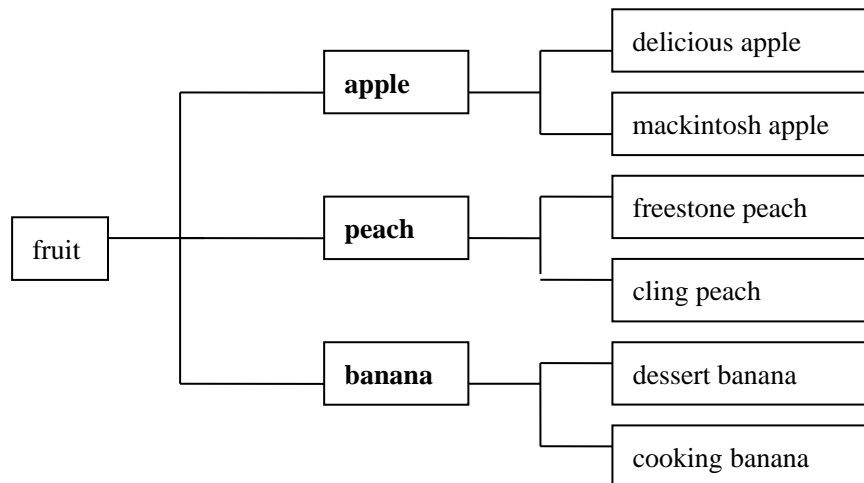 fruit
apple
delicious apple
mackintosh apple
peach
freestone peach
cling peach
banana
dessert banana
cooking banana